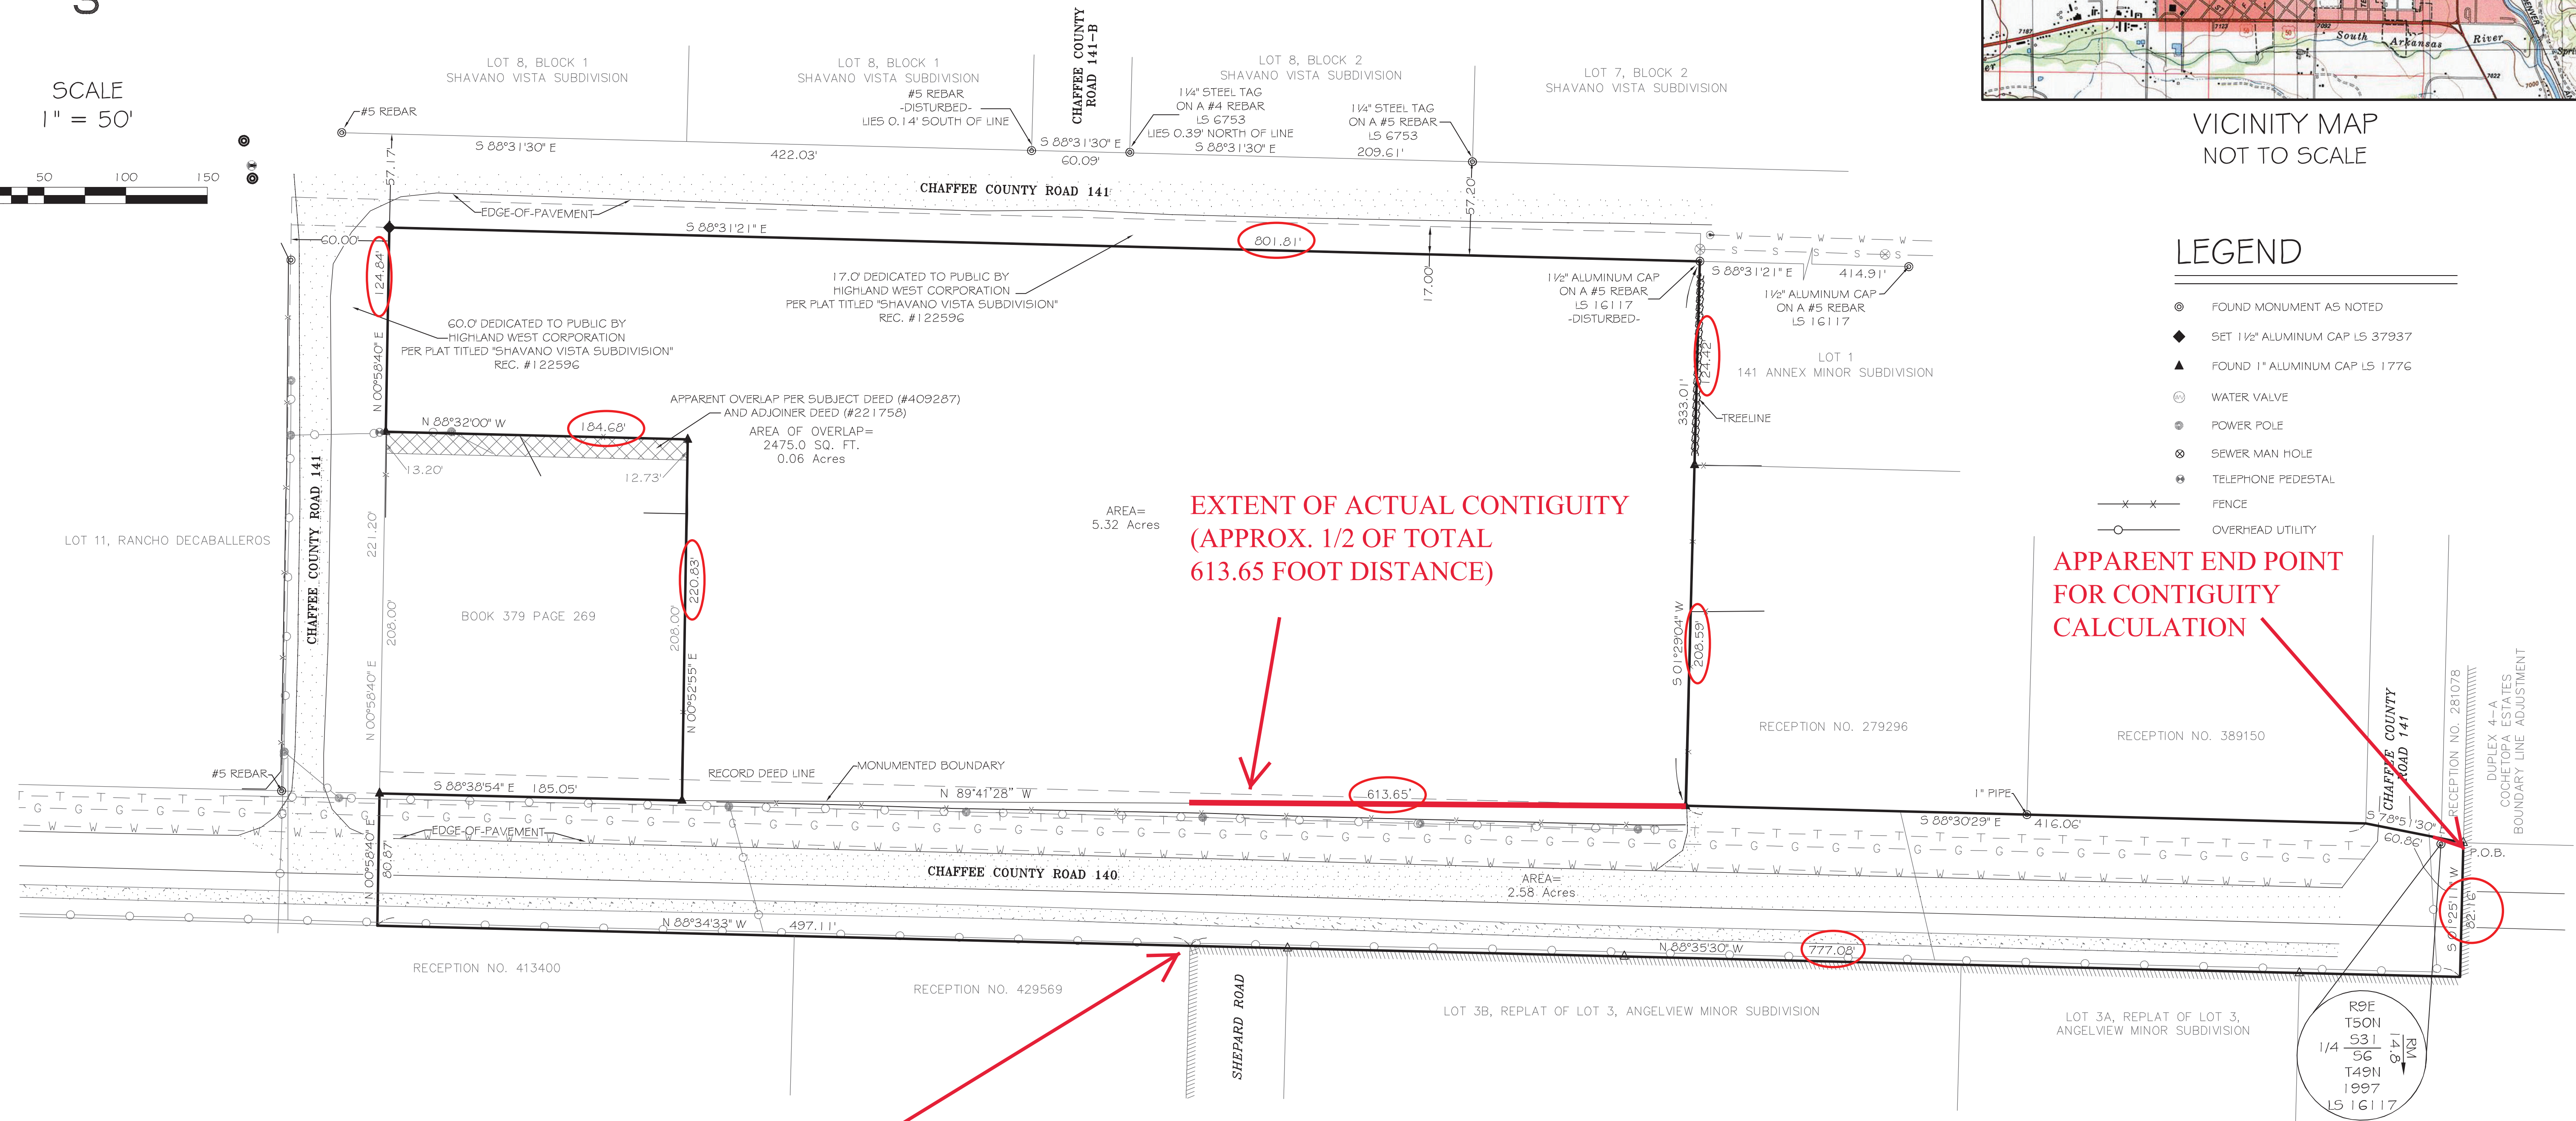 S
SCALE
1" = 50'
50 100 150
LOT 8, BLOCK 1
SHAVANO VISTA SUBDIVISION
LOT 8, BLOCK 1
SHAVANO VISTA SUBDIVISION
CHAFFEE COUNTY
ROAD 141-B
LOT 8, BLOCK 2
SHAVANO VISTA SUBDIVISION
LOT 7, BLOCK 2
SHAVANO VISTA SUBDIVISION
#5 REBAR
#5 REBAR
-DISTURBED-
LIES 0.14' SOUTH OF LINE
1¼" STEEL TAG
ON A #4 REBAR
LS 6753
LIES 0.39' NORTH OF LINE
1¼" STEEL TAG
ON A #5 REBAR
LS 6753
S 88°31'30" E
422.03'
S 88°31'30" E
60.09'
S 88°31'30" E
209.61'
57.17'
57.20'
CHAFFEE COUNTY ROAD 141
EDGE-OF-PAVEMENT
60.00'
S 88°31'21" E
801.81'
17.00'
124.84'
N 00°58'40" E
17.0' DEDICATED TO PUBLIC BY
HIGHLAND WEST CORPORATION
PER PLAT TITLED "SHAVANO VISTA SUBDIVISION"
REC. #122596
60.0' DEDICATED TO PUBLIC BY
HIGHLAND WEST CORPORATION
PER PLAT TITLED "SHAVANO VISTA SUBDIVISION"
REC. #122596
1½" ALUMINUM CAP
ON A #5 REBAR
LS 16117
-DISTURBED-
S 88°31'21" E
414.91'
1½" ALUMINUM CAP
ON A #5 REBAR
LS 16117
W W W W W W
S S S S
LOT 1
141 ANNEX MINOR SUBDIVISION
124.42'
333.01'
TREELINE
APPARENT OVERLAP PER SUBJECT DEED (#409287)
AND ADJOINER DEED (#221758)
AREA OF OVERLAP=
2475.0 SQ. FT.
0.06 Acres
N 88°32'00" W
184.68'
13.20'
12.73'
221.20'
208.00'
N 00°58'40" E
220.83'
208.00'
N 00°52'55" E
BOOK 379 PAGE 269
LOT 11, RANCHO DECABALLEROS
CHAFFEE COUNTY ROAD 141
AREA=
5.32 Acres
EXTENT OF ACTUAL CONTIGUITY
(APPROX. 1/2 OF TOTAL
613.65 FOOT DISTANCE)
S 01°29'04" W
208.59'
RECEPTION NO. 279296
RECEPTION NO. 389150
CHAFFEE COUNTY
ROAD 141
RECEPTION NO. 281078
DUPLEX 4-A
COCHETOPA ESTATES
BOUNDARY LINE ADJUSTMENT
VICINITY MAP
NOT TO SCALE
South Arkansas River
7187
7123
7092
7022
7000
50
50
LEGEND
FOUND MONUMENT AS NOTED
SET 1½" ALUMINUM CAP LS 37937
FOUND 1" ALUMINUM CAP LS 1776
WATER VALVE
POWER POLE
SEWER MAN HOLE
TELEPHONE PEDESTAL
FENCE
OVERHEAD UTILITY
APPARENT END POINT
FOR CONTIGUITY
CALCULATION
#5 REBAR
RECORD DEED LINE
MONUMENTED BOUNDARY
S 88°38'54" E 185.05'
N 89°41'28" W
613.65'
1" PIPE
S 88°30'29" E 416.06'
S 78°51'30" E
60.86'
P.O.B.
EDGE-OF-PAVEMENT
N 00°58'40" E
80.87'
CHAFFEE COUNTY ROAD 140
AREA=
2.58 Acres
S 01°25'11" W
82.16'
N 88°34'33" W 497.11'
N 88°35'30" W
777.08'
RECEPTION NO. 413400
RECEPTION NO. 429569
SHEPARD ROAD
LOT 3B, REPLAT OF LOT 3, ANGELVIEW MINOR SUBDIVISION
LOT 3A, REPLAT OF LOT 3,
ANGELVIEW MINOR SUBDIVISION
R9E
T50N
1/4 S31
S6
T49N
1997
LS 16117
RM
14.8